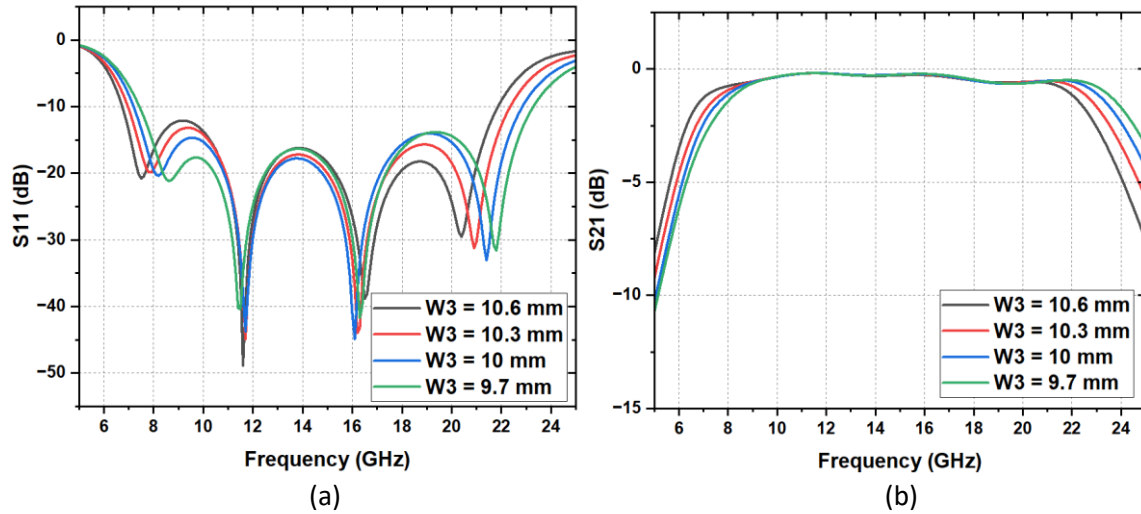 0
−10
−20
−30
−40
−50
S11 (dB)
6 8 10 12 14 16 18 20 22 24
Frequency (GHz)
W3 = 10.6 mm
W3 = 10.3 mm
W3 = 10 mm
W3 = 9.7 mm
(a)
0
−5
−10
−15
S21 (dB)
6 8 10 12 14 16 18 20 22 24
Frequency (GHz)
W3 = 10.6 mm
W3 = 10.3 mm
W3 = 10 mm
W3 = 9.7 mm
(b)